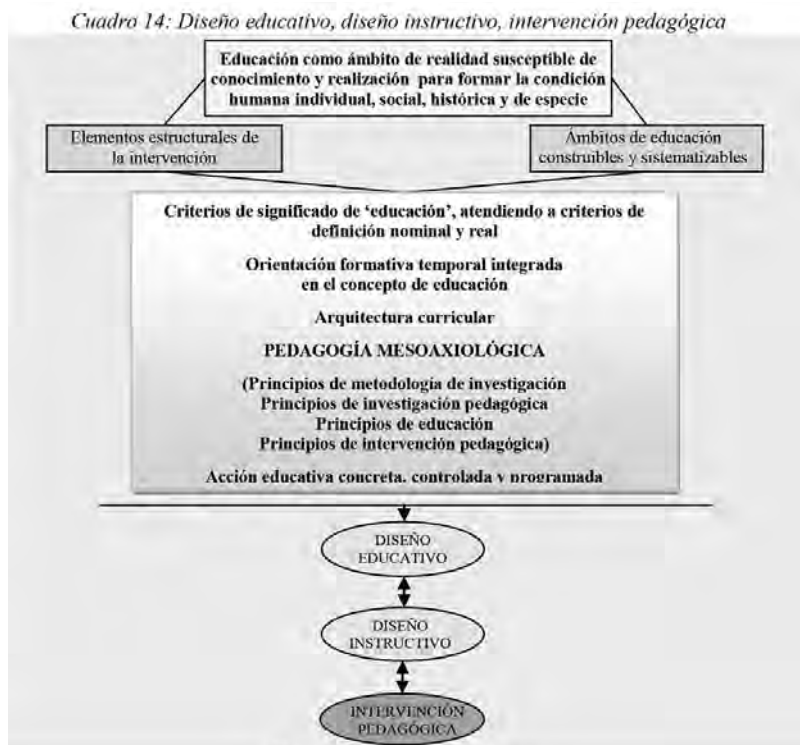 Cuadro 14: Diseño educativo, diseño instructivo, intervención pedagógica
Educación como ámbito de realidad susceptible de
conocimiento y realización para formar la condición
humana individual, social, histórica y de especie
Elementos estructurales de
la intervención
Ámbitos de educación
construibles y sistematizables
Criterios de significado de ‘educación’, atendiendo a criterios de
definición nominal y real
Orientación formativa temporal integrada
en el concepto de educación
Arquitectura curricular
PEDAGOGÍA MESOAXIOLÓGICA
(Principios de metodología de investigación
Principios de investigación pedagógica
Principios de educación
Principios de intervención pedagógica)
Acción educativa concreta, controlada y programada
DISEÑO
EDUCATIVO
DISEÑO
INSTRUCTIVO
INTERVENCIÓN
PEDAGÓGICA